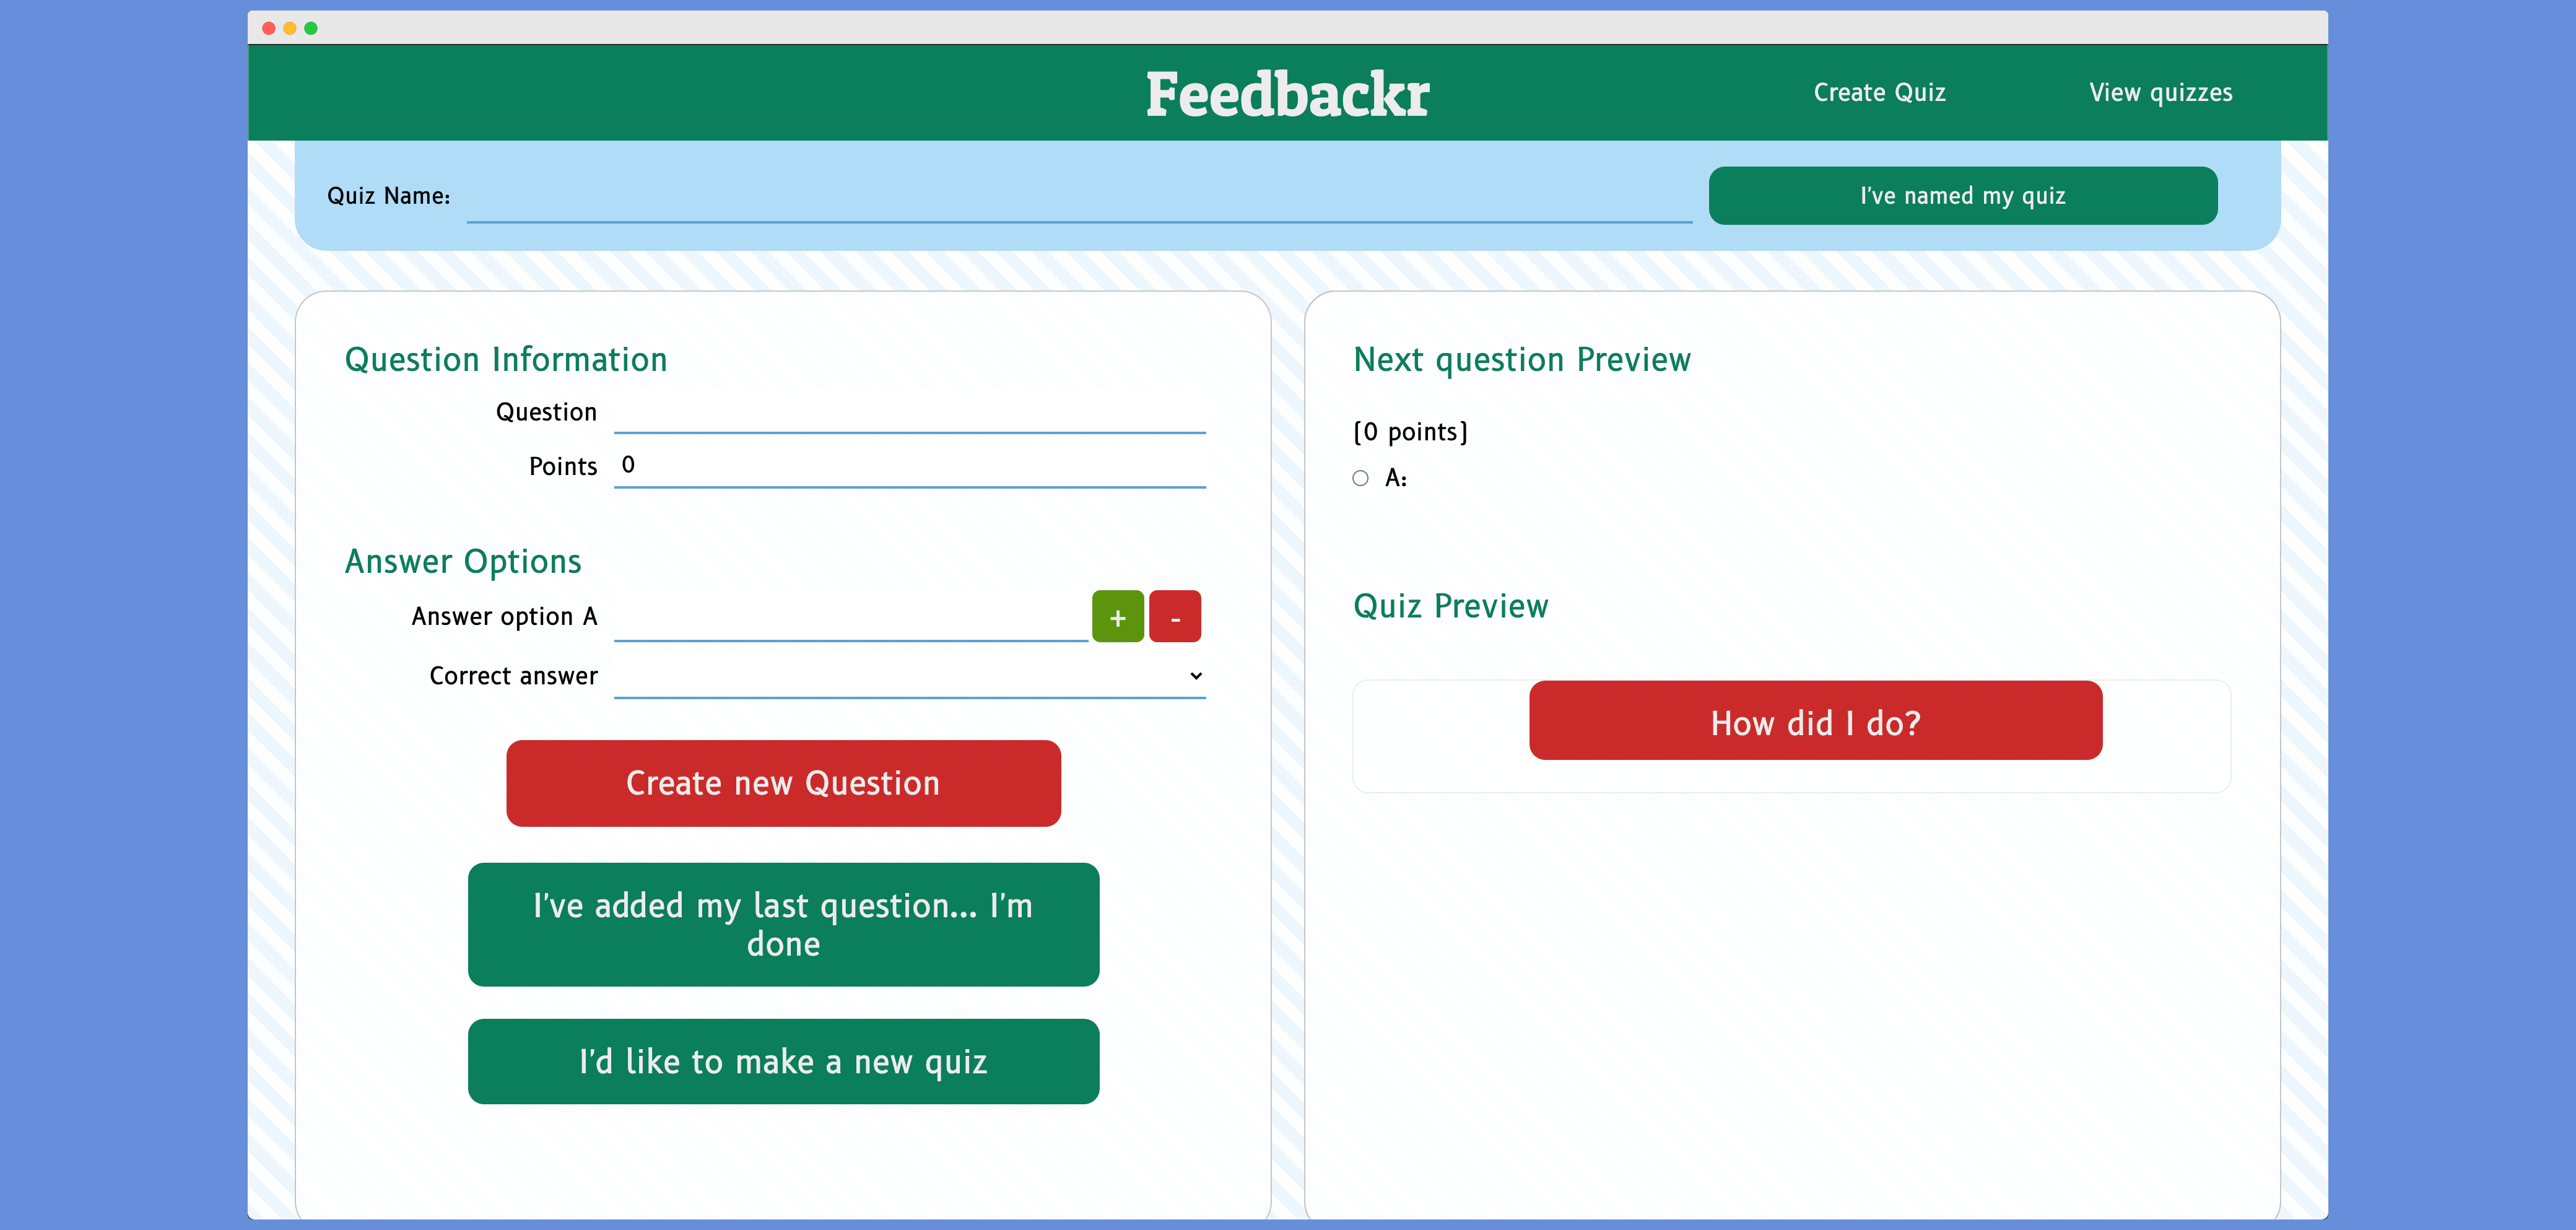 Feedbackr
Create Quiz
View quizzes
Quiz Name:
I've named my quiz
Question Information
Question
Points 0
Answer Options
Answer option A
+ -
Correct answer
Create new Question
I've added my last question... I'm
done
I'd like to make a new quiz
Next question Preview
[0 points]
A:
Quiz Preview
How did I do?